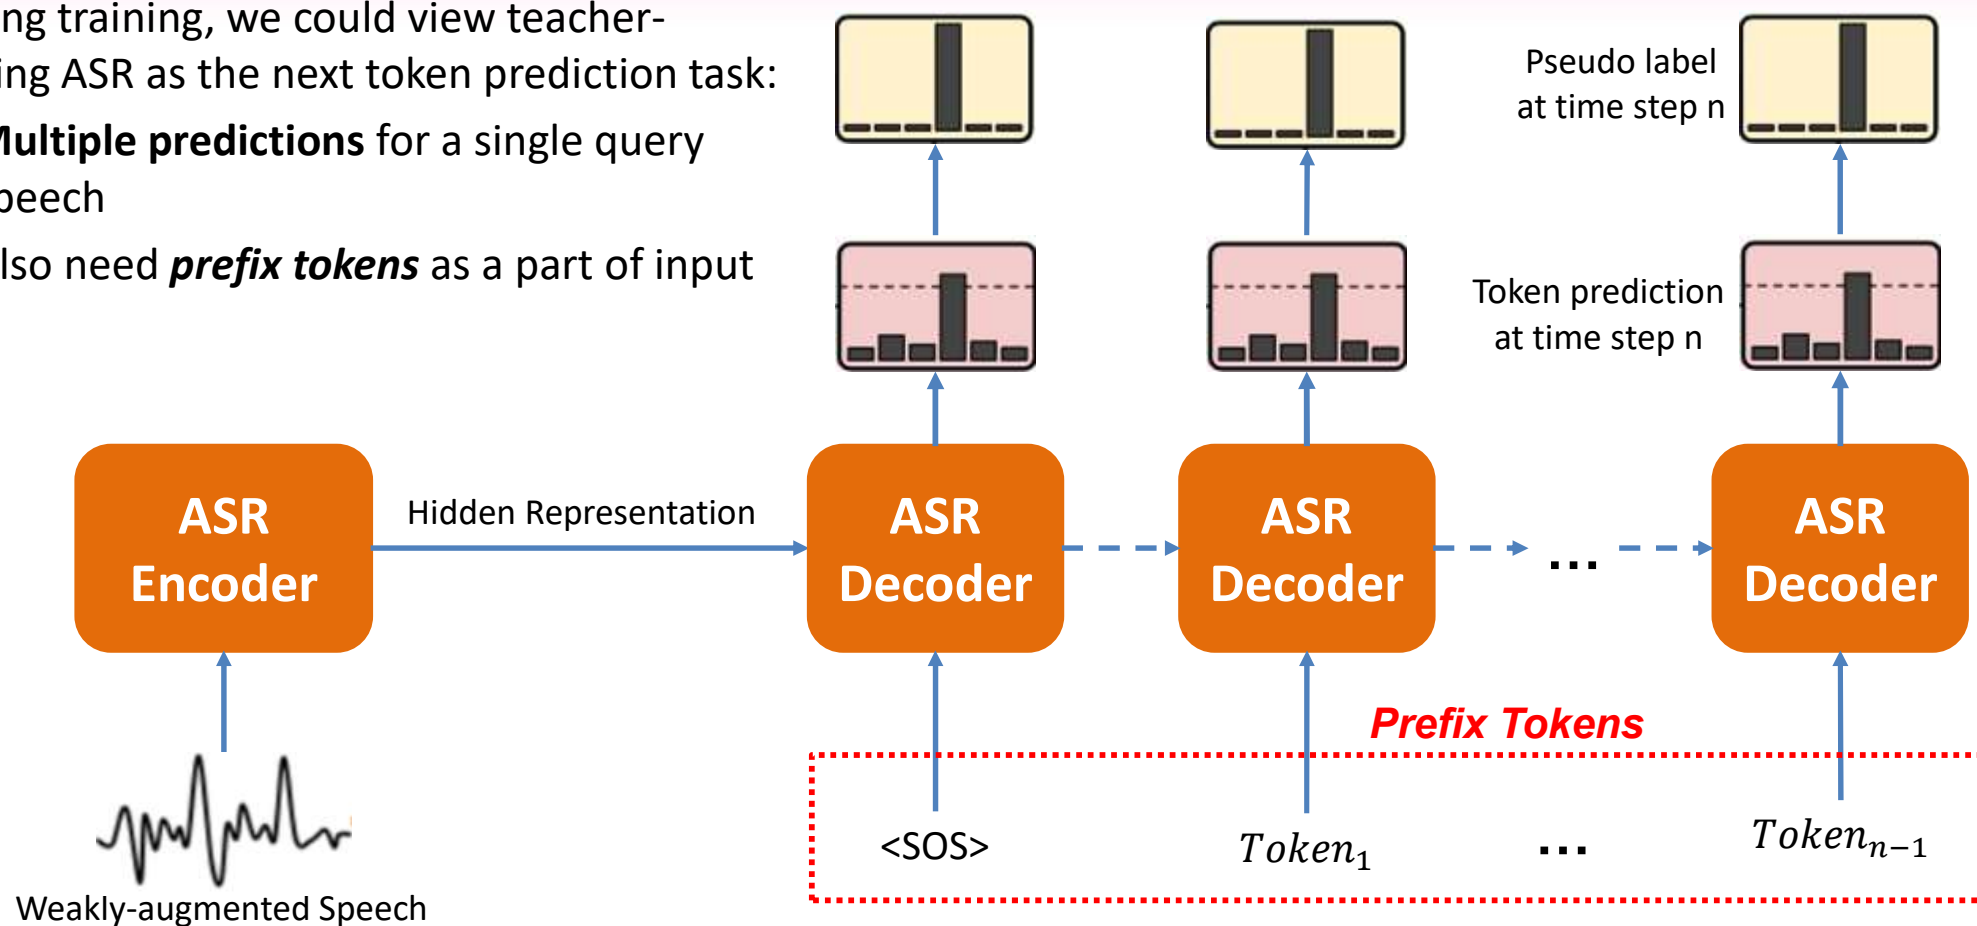 ng training, we could view teacher-
ing ASR as the next token prediction task:
Multiple predictions for a single query
peech
lso need prefix tokens as a part of input
Pseudo label
at time step n
Token prediction
at time step n
ASR
Encoder
Hidden Representation
ASR
Decoder
ASR
Decoder
...
ASR
Decoder
Prefix Tokens
<SOS>
Token₁
...
Tokenₙ₋₁
Weakly-augmented Speech